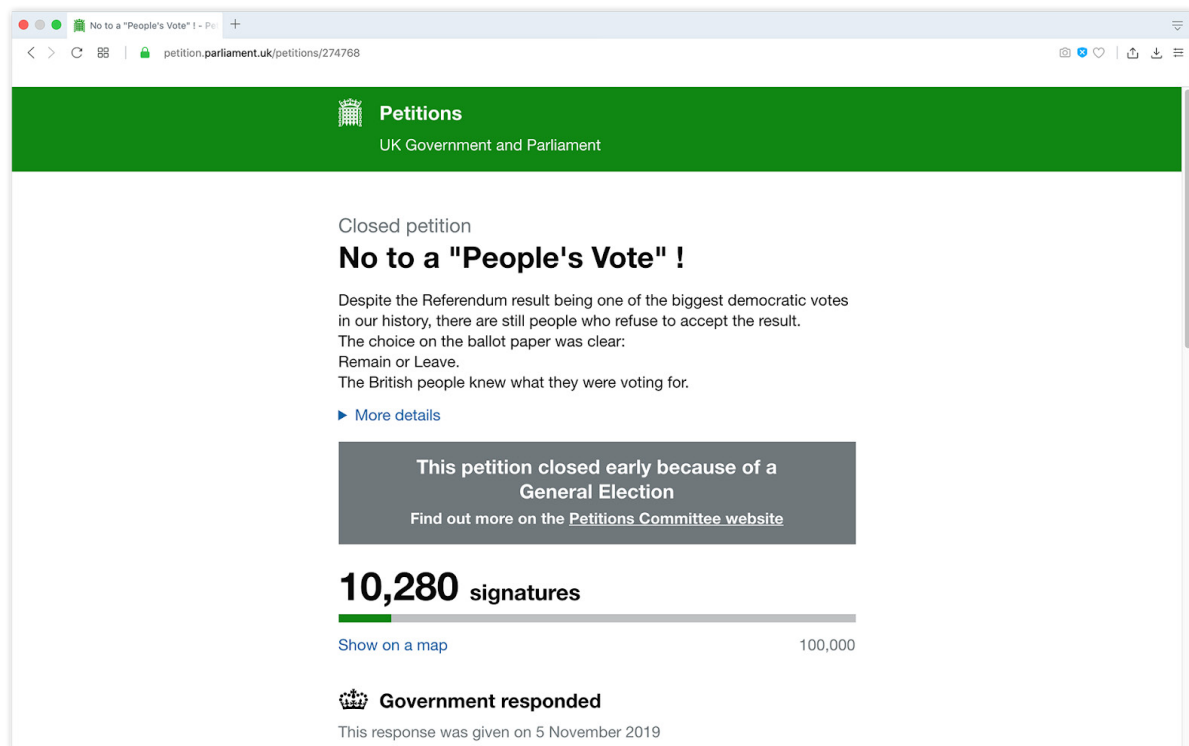 No to a "People's Vote" ! - Pe
petition.parliament.uk/petitions/274768
Petitions
UK Government and Parliament
Closed petition
No to a "People's Vote" !
Despite the Referendum result being one of the biggest democratic votes
in our history, there are still people who refuse to accept the result.
The choice on the ballot paper was clear:
Remain or Leave.
The British people knew what they were voting for.
More details
This petition closed early because of a
General Election
Find out more on the Petitions Committee website
10,280 signatures
Show on a map 100,000
Government responded
This response was given on 5 November 2019